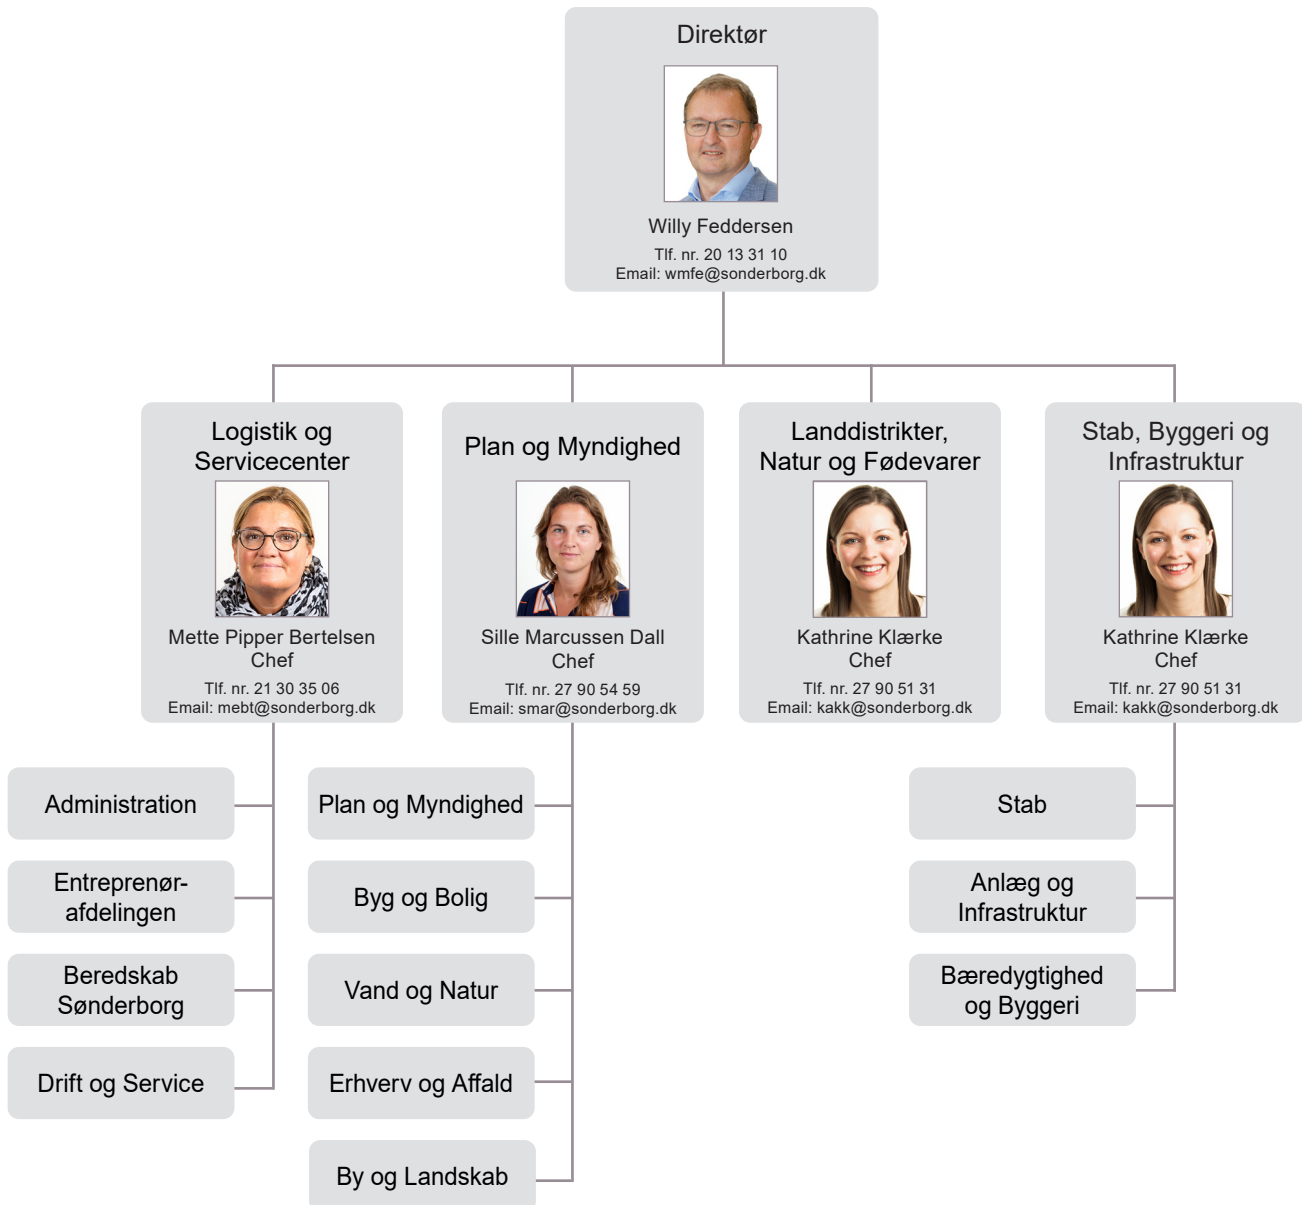 Direktør
Willy Feddersen
Tlf. nr. 20 13 31 10
Email: wmfe@sonderborg.dk
Logistik og
Servicecenter
Mette Pipper Bertelsen
Chef
Tlf. nr. 21 30 35 06
Email: mebt@sonderborg.dk
Plan og Myndighed
Sille Marcussen Dall
Chef
Tlf. nr. 27 90 54 59
Email: smar@sonderborg.dk
Landdistrikter,
Natur og Fødevarer
Kathrine Klærke
Chef
Tlf. nr. 27 90 51 31
Email: kakk@sonderborg.dk
Stab, Byggeri og
Infrastruktur
Kathrine Klærke
Chef
Tlf. nr. 27 90 51 31
Email: kakk@sonderborg.dk
Administration
Entreprenør-
afdelingen
Beredskab
Sønderborg
Drift og Service
Plan og Myndighed
Byg og Bolig
Vand og Natur
Erhverv og Affald
By og Landskab
Stab
Anlæg og
Infrastruktur
Bæredygtighed
og Byggeri